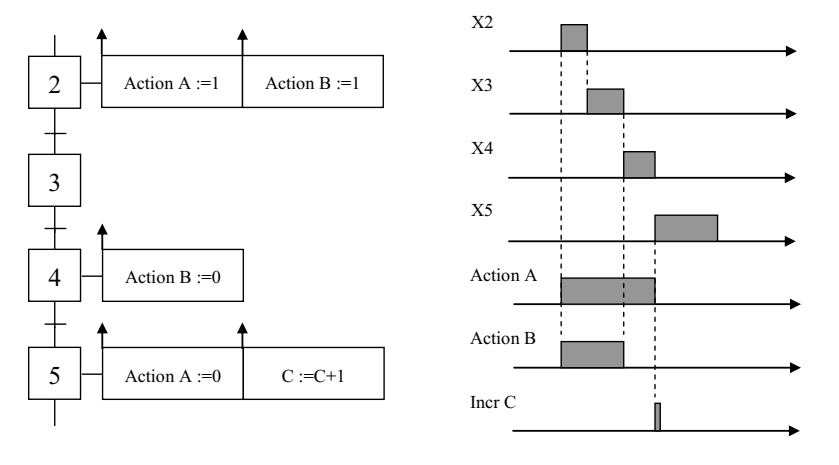 2
Action A :=1
Action B :=1
3
4
Action B :=0
5
Action A :=0
C :=C+1
X2
X3
X4
X5
Action A
Action B
Incr C